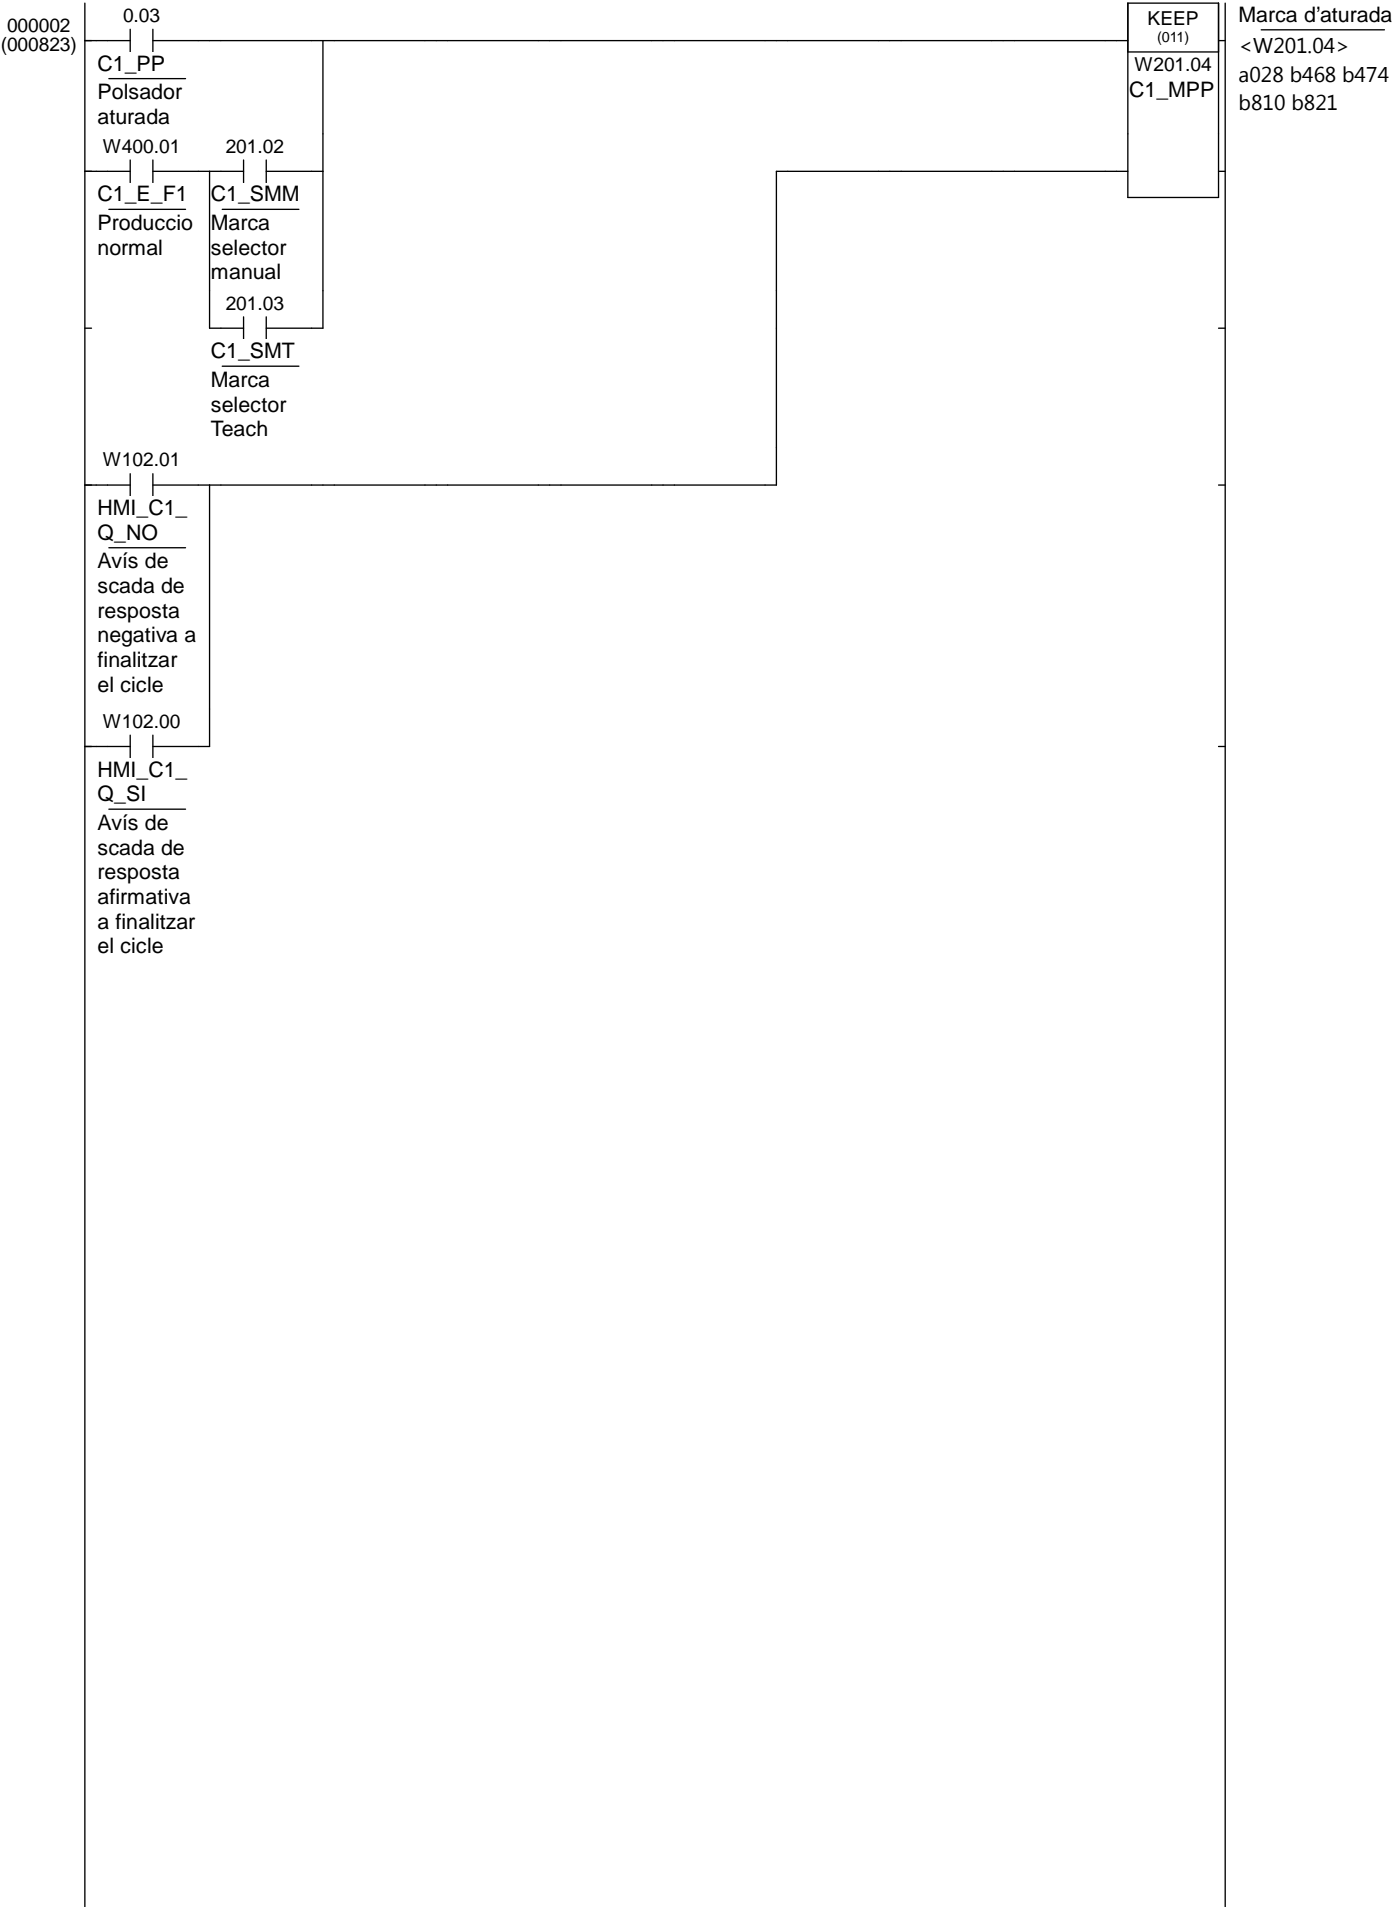 000002
(000823)
0.03
C1_PP
Polsador
aturada
W400.01
C1_E_F1
Produccio
normal
201.02
C1_SMM
Marca
selector
manual
201.03
C1_SMT
Marca
selector
Teach
W102.01
HMI_C1_
Q_NO
Avís de
scada de
resposta
negativa a
finalitzar
el cicle
W102.00
HMI_C1_
Q_SI
Avís de
scada de
resposta
afirmativa
a finalitzar
el cicle
KEEP
(011)
W201.04
C1_MPP
Marca d'aturada
<W201.04>
a028 b468 b474
b810 b821